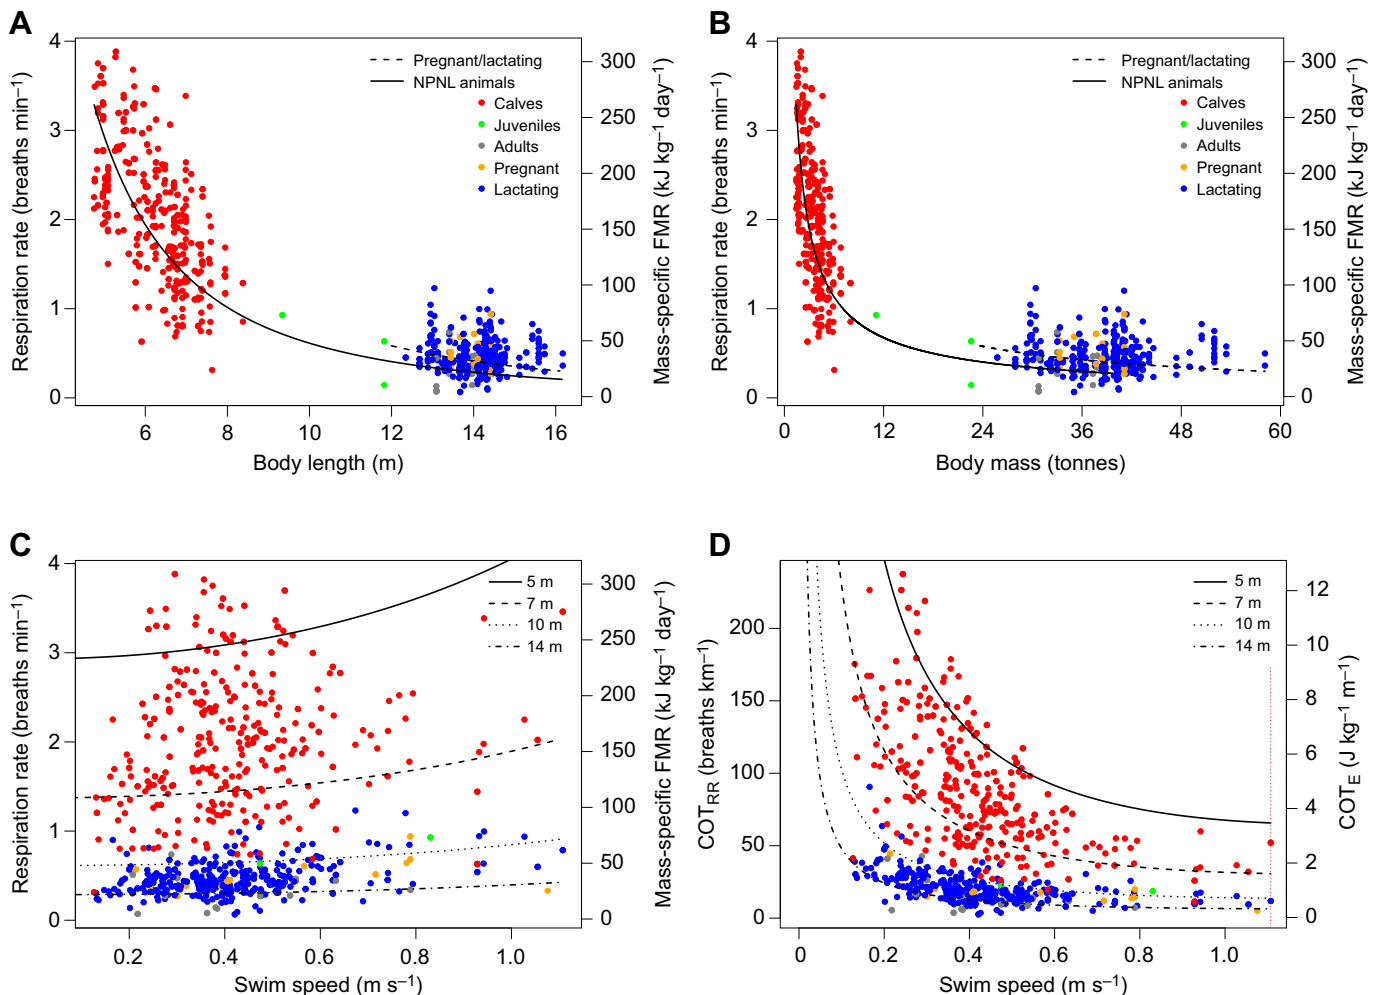 A
Respiration rate (breaths min–1)
4
3
2
1
0
300
250
200
150
100
50
0
Mass-specific FMR (kJ kg–1 day–1)
Pregnant/lactating
NPNL animals
Calves
Juveniles
Adults
Pregnant
Lactating
6 8 10 12 14 16
Body length (m)
B
Respiration rate (breaths min–1)
4
3
2
1
0
300
250
200
150
100
50
0
Mass-specific FMR (kJ kg–1 day–1)
Pregnant/lactating
NPNL animals
Calves
Juveniles
Adults
Pregnant
Lactating
0 12 24 36 48 60
Body mass (tonnes)
C
Respiration rate (breaths min–1)
4
3
2
1
0
300
250
200
150
100
50
0
Mass-specific FMR (kJ kg–1 day–1)
5 m
7 m
10 m
14 m
0.2 0.4 0.6 0.8 1.0
Swim speed (m s–1)
D
COTRR (breaths km–1)
200
150
100
50
0
12
10
8
6
4
2
0
COTE (J kg–1 m–1)
5 m
7 m
10 m
14 m
0 0.2 0.4 0.6 0.8 1.0
Swim speed (m s–1)